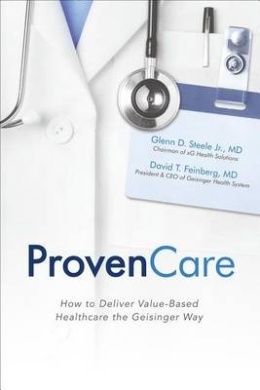 Glenn D. Steele Jr., MD
Chairman of xG Health Solutions
David T. Feinberg, MD
President & CEO of Geisinger Health System
ProvenCare
How to Deliver Value-Based
Healthcare the Geisinger Way